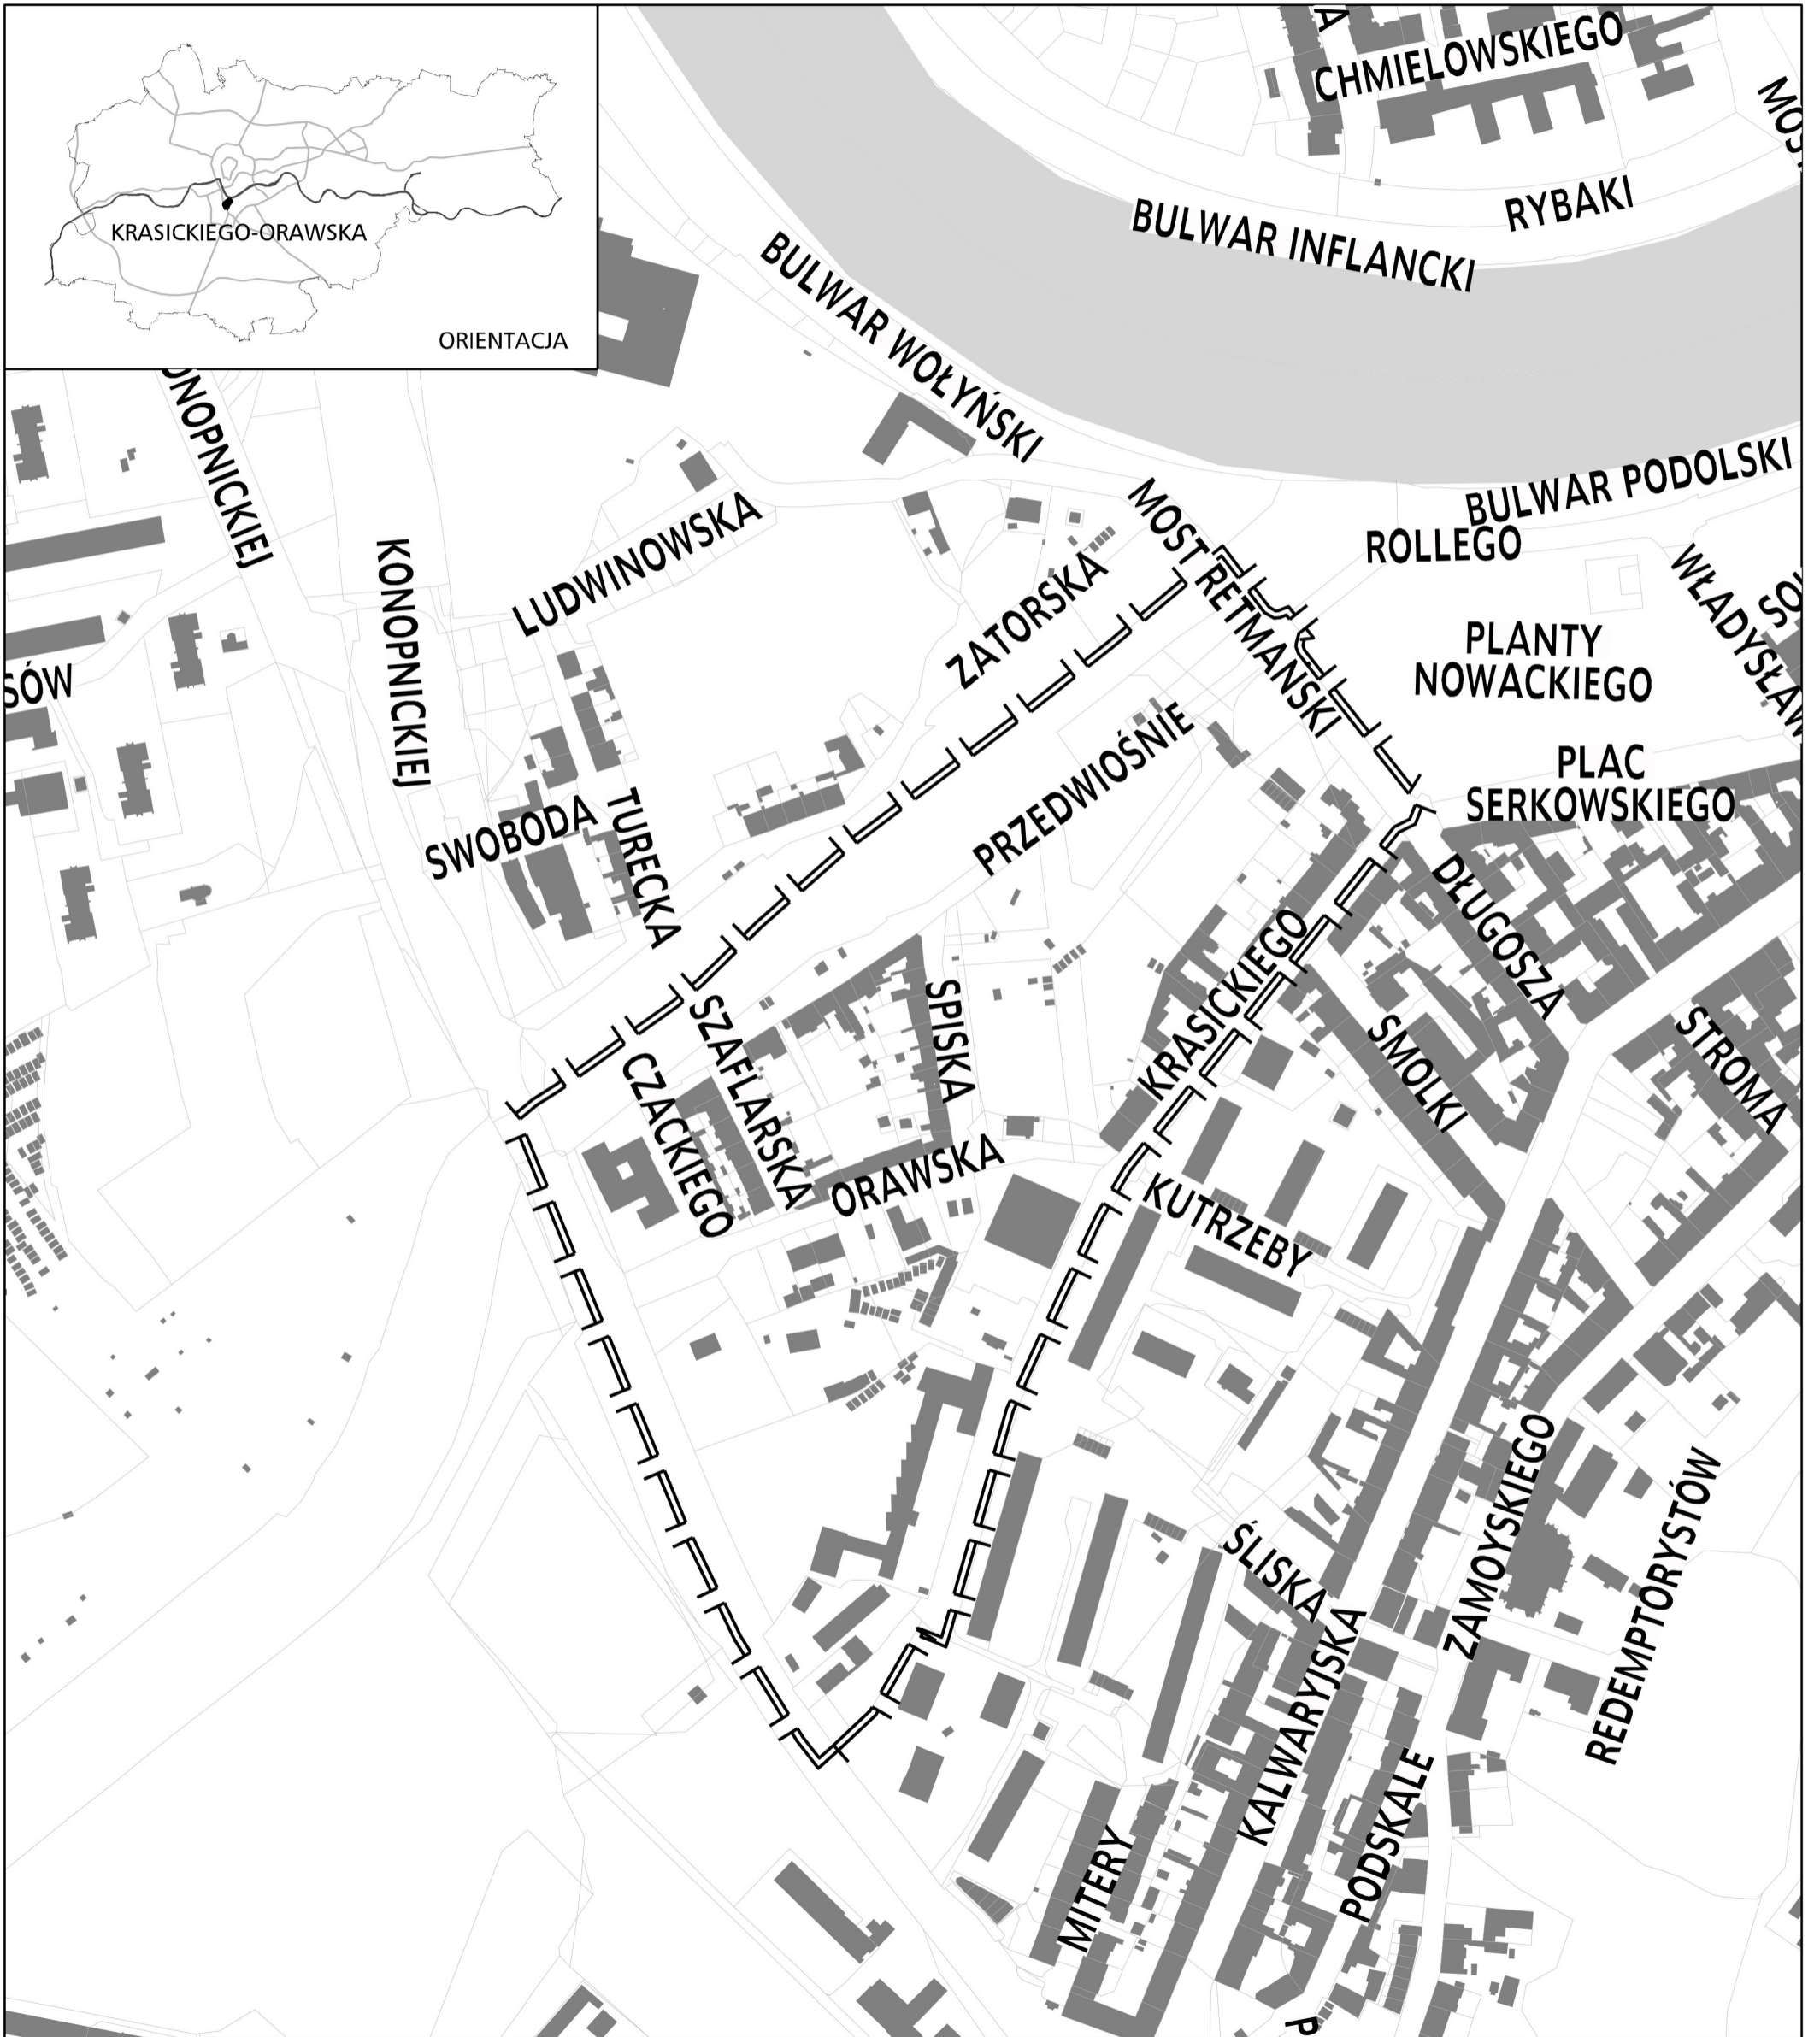 CHMIELOWSKIEGO
RYBAKI
BULWAR INFLANCKI
KRASICKIEGO-ORAWSKA
ORIENTACJA
BULWAR WOŁYŃSKI
ONOPNICKIEJ
BULWAR PODOLSKI
ROLLEGO
MOST RETMAŃSKI
KONOPNICKIEJ
LUDWINOWSKA
ZATORSKA
WŁADYSŁAW
PLANTY
NOWACKIEGO
SÓW
PRZEDWIOŚNIE
PLAC
SERKOWSKIEGO
SWOBODA
TURECKA
DŁUGOSZA
KRASICKIEGO
SPISKA
SZAFLARSKA
CZACKIEGO
SMOLKI
STROMA
ORAWSKA
KUTRZEBY
ZAMOYSKIEGO
REDEMPTORYSTÓW
ŚLISKA
KALWARYJSKA
PODSKALE
MITERY
P